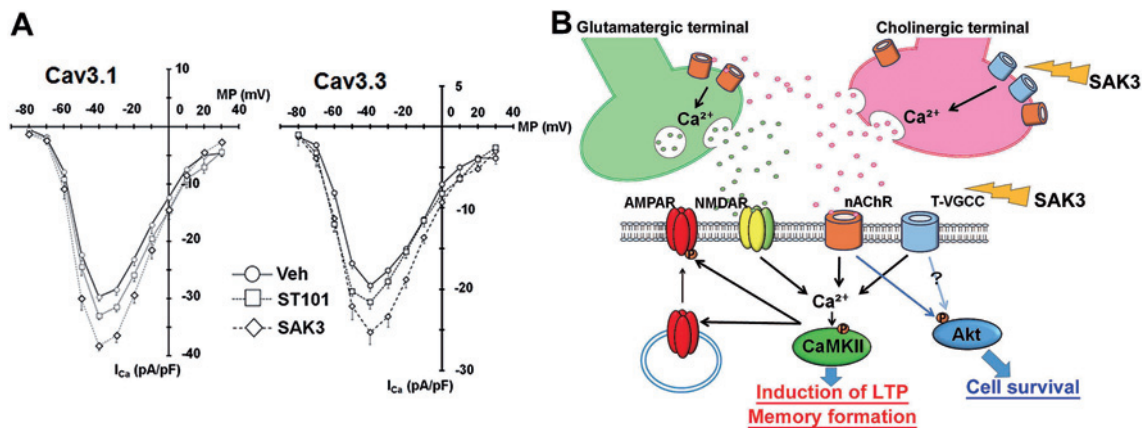 A
Cav3.1
10
MP (mV)
-80 -60 -40 -20 0 20 40
-10
-20
-30
-40
I_Ca (pA/pF)
Veh
ST101
SAK3
Cav3.3
5
-80 -60 -40 -20 0 20 40
MP (mV)
-10
-20
-30
I_Ca (pA/pF)
B
Glutamatergic terminal
Cholinergic terminal
SAK3
Ca²⁺
Ca²⁺
SAK3
AMPAR NMDAR nAChR T-VGCC
P
Ca²⁺
?
P
P
CaMKII
Akt
Induction of LTP
Memory formation
Cell survival